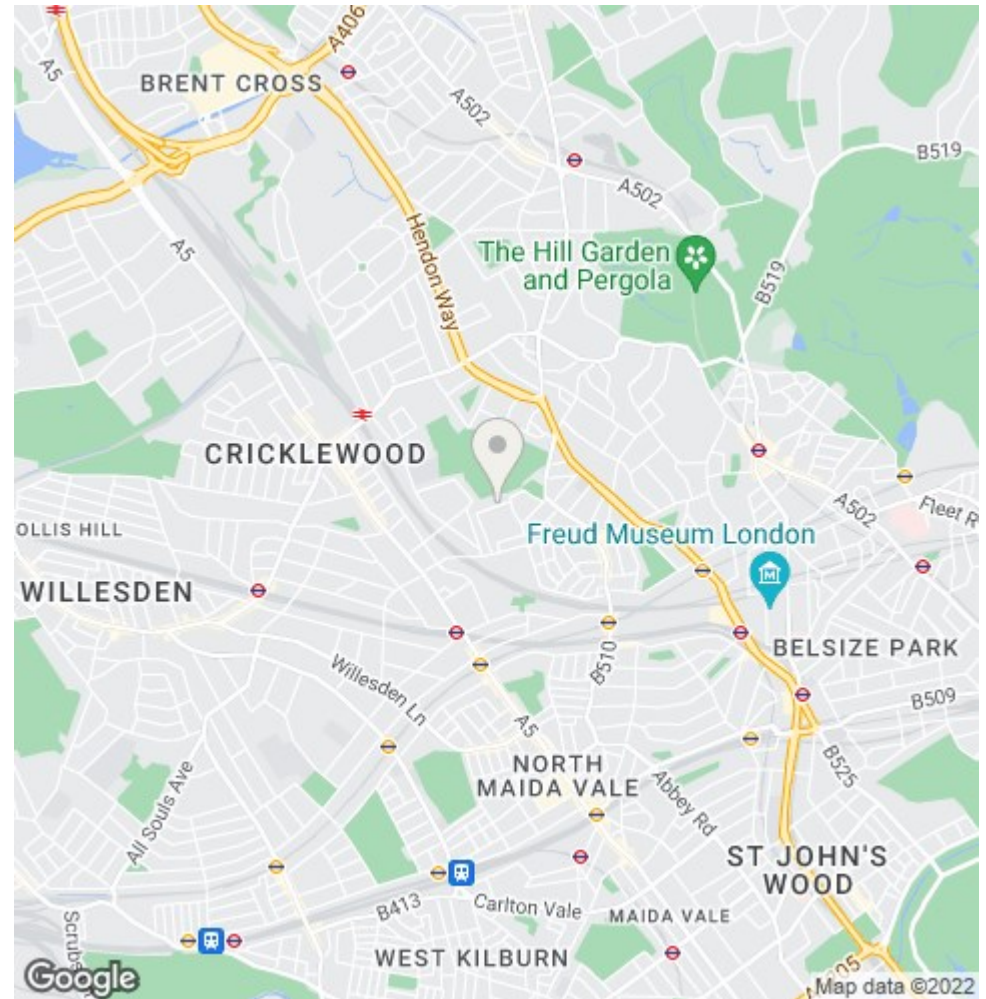 A406
A5
BRENT CROSS
A502
B519
A502
A5
Hendon Way
The Hill Garden
and Pergola
B519
CRICKLEWOOD
A502
Fleet R
OLLIS HILL
Freud Museum London
WILLESDEN
BELSIZE PARK
B510
Willesden Ln
B509
A5
NORTH
MAIDA VALE
B525
Abbey Rd
All Souls Ave
ST JOHN'S
WOOD
B413
Carlton Vale
MAIDA VALE
Scrubs
WEST KILBURN
Google
Map data ©2022